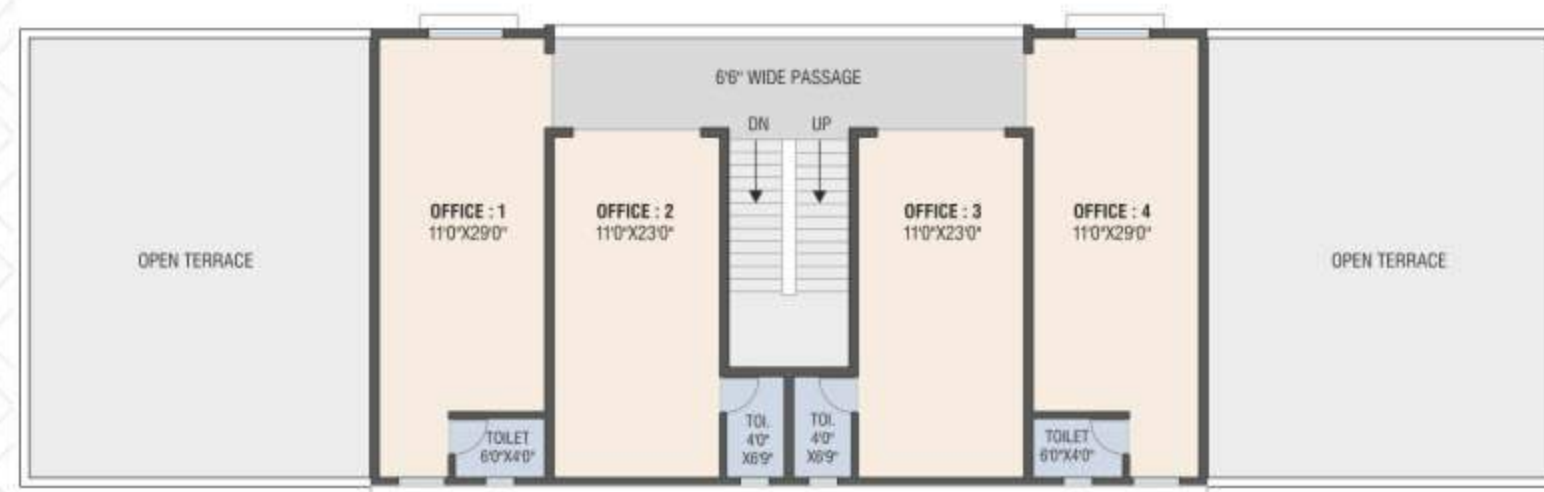 6'6" WIDE PASSAGE
DN
UP
OFFICE : 1
11'0"X29'0"
OFFICE : 2
11'0"X23'0"
OFFICE : 3
11'0"X23'0"
OFFICE : 4
11'0"X29'0"
OPEN TERRACE
OPEN TERRACE
TOILET
6'0"X4'0"
TOI.
4'0"
X6'9"
TOI.
4'0"
X6'9"
TOILET
6'0"X4'0"